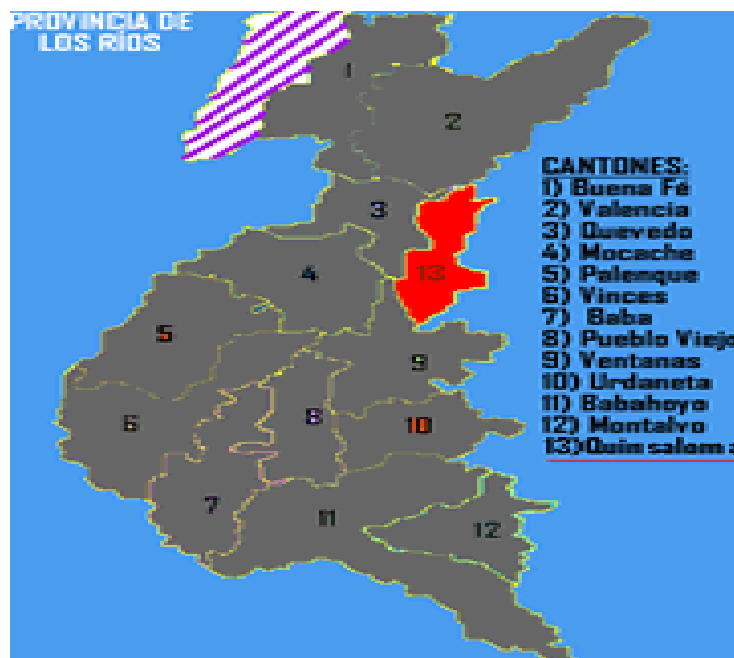 PROVINCIA DE
LOS RÍOS
1
2
CANTONES:
1) Buena Fé
2) Valencia
3) Quevedo
4) Mocache
5) Palenque
6) Vinces
7) Baba
8) Pueblo Viejo
9) Ventanas
10) Urdaneta
11) Babahoyo
12) Montalvo
13)Quinsalom
3
13
4
5
9
6
8
10
7
11
12